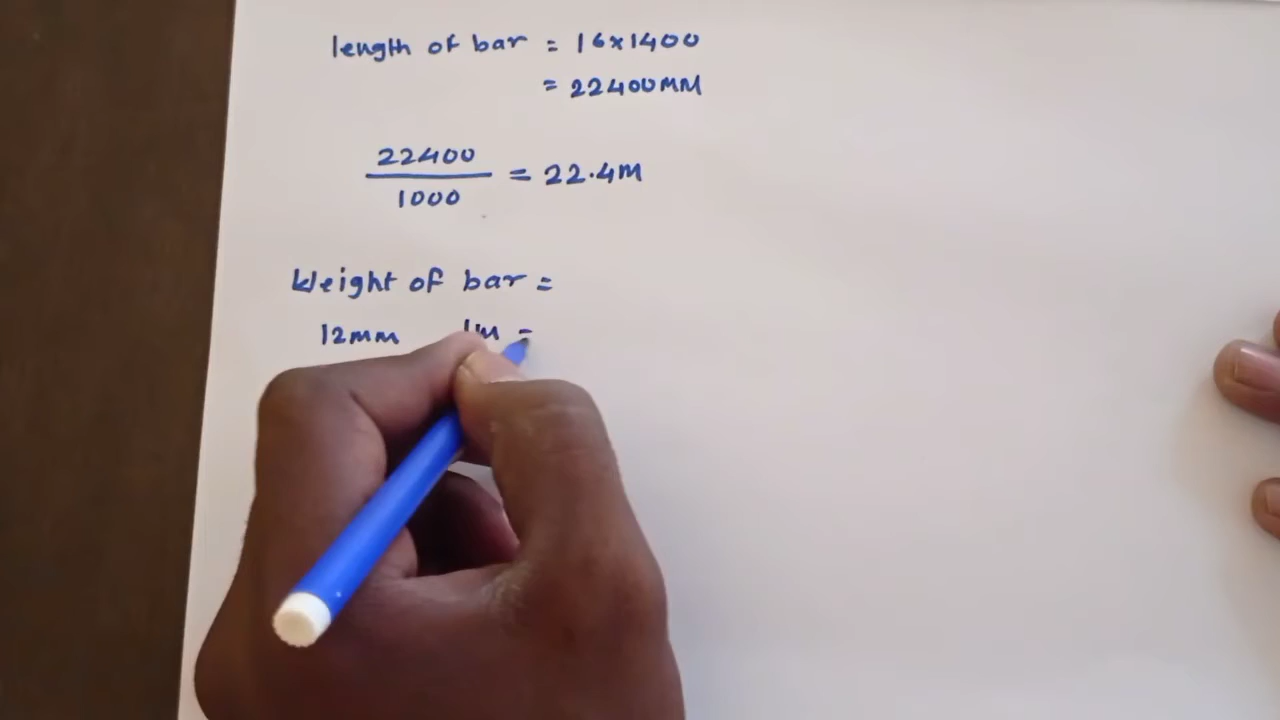 length of bar = 16x1400
= 22400MM
22400
1000
= 22.4M
Weight of bar =
12mm 1M =